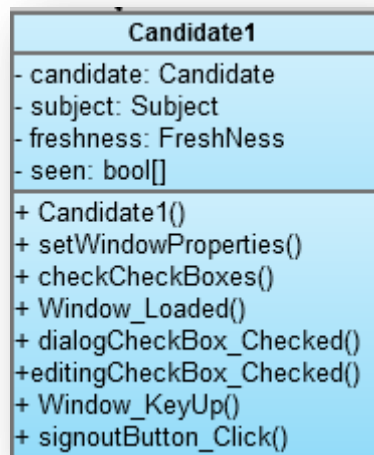 Candidate1
- candidate: Candidate
- subject: Subject
- freshness: FreshNess
- seen: bool[]
+ Candidate1()
+ setWindowProperties()
+ checkCheckBoxes()
+ Window_Loaded()
+ dialogCheckBox_Checked()
+editingCheckBox_Checked()
+ Window_KeyUp()
+ signoutButton_Click()